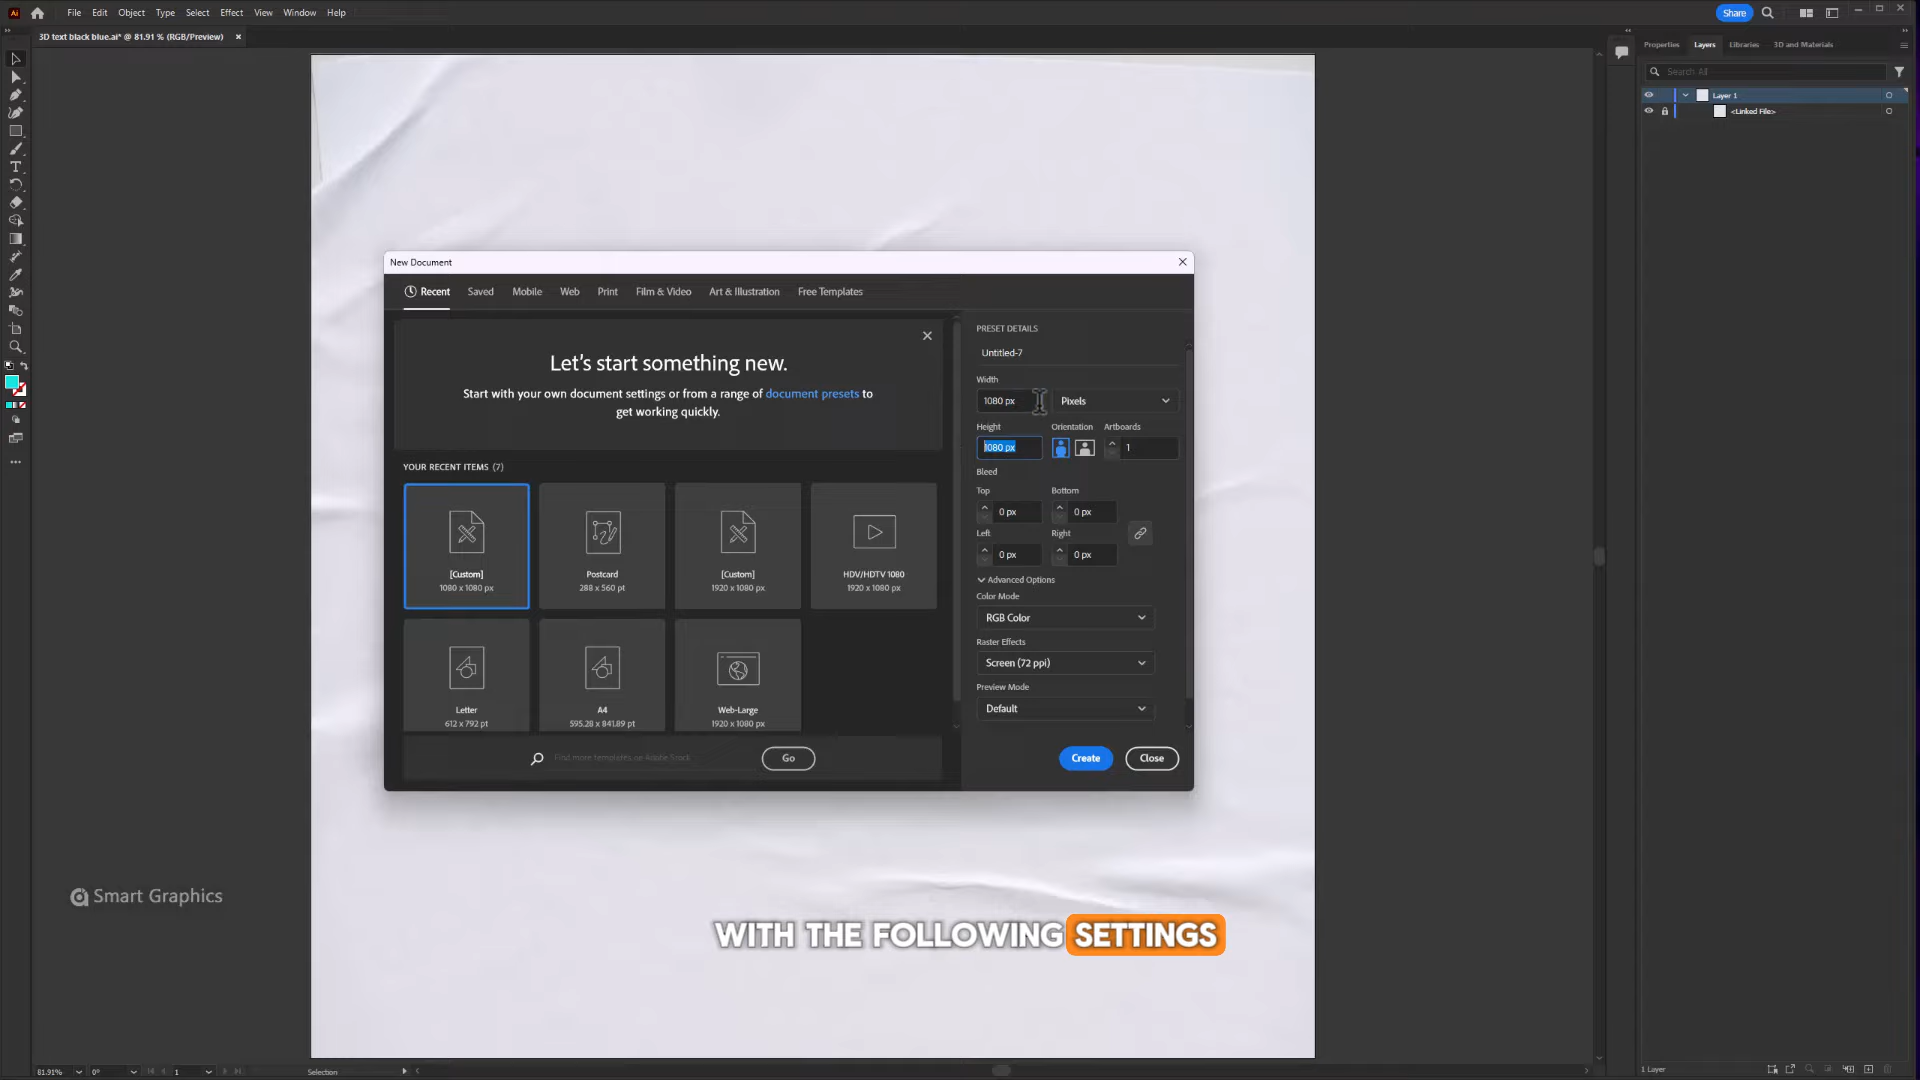 File Edit Object Type Select Effect View Window Help
Share
3D text black blue.ai* @ 81.91 % (RGB/Preview) ×
Properties Layers Libraries 3D and Materials
Search All
Layer 1
<Linked File>
New Document
Recent Saved Mobile Web Print Film & Video Art & Illustration Free Templates
Let's start something new.
Start with your own document settings or from a range of document presets to
get working quickly.
YOUR RECENT ITEMS (7)
[Custom]
1080 x 1080 px
Postcard
288 x 560 pt
[Custom]
1920 x 1080 px
HDV/HDTV 1080
1920 x 1080 px
Letter
612 x 792 pt
A4
595.28 x 841.89 pt
Web-Large
1920 x 1080 px
Find more templates on Adobe Stock
Go
PRESET DETAILS
Untitled-7
Width
1080 px Pixels
Height Orientation Artboards
1080 px 1
Bleed
Top Bottom
0 px 0 px
Left Right
0 px 0 px
Advanced Options
Color Mode
RGB Color
Raster Effects
Screen (72 ppi)
Preview Mode
Default
Create Close
Smart Graphics
WITH THE FOLLOWING SETTINGS
81.91% 0° 1 Selection
1 Layer